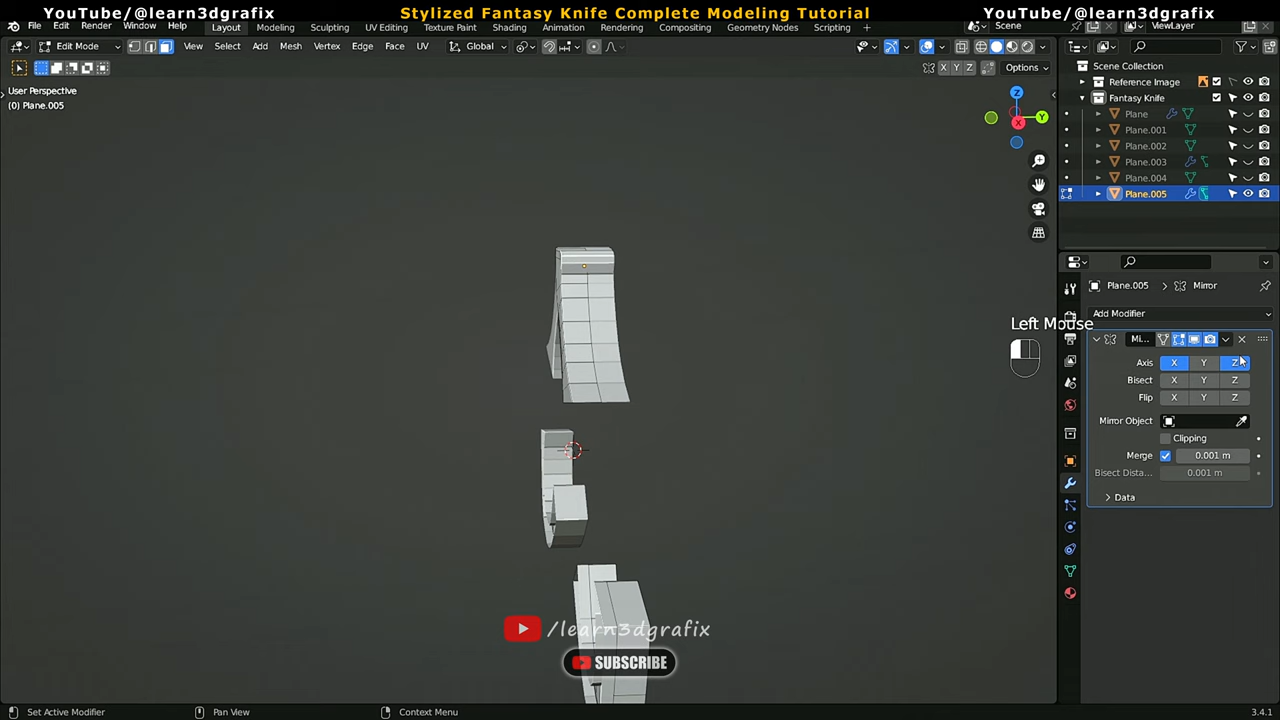 YouTube/@learn3dgrafix
Stylized Fantasy Knife Complete Modeling Tutorial
YouTube/@learn3dgrafix
File Edit Render Window Help
Layout Modeling Sculpting UV Editing Texture Paint Shading Animation Rendering Compositing Geometry Nodes Scripting
Scene
ViewLayer
Edit Mode
View Select Add Mesh Vertex Edge Face UV
Global
X Y Z
Options
User Perspective
(0) Plane.005
Z
Y
X
Scene Collection
Reference Image
Fantasy Knife
Plane
Plane.001
Plane.002
Plane.003
Plane.004
Plane.005
Plane.005 > Mirror
Add Modifier
Left Mouse
Mi...
Axis X Y Z
Bisect X Y Z
Flip X Y Z
Mirror Object
Clipping
Merge 0.001 m
Bisect Dista... 0.001 m
Data
/learn3dgrafix
SUBSCRIBE
Set Active Modifier
Pan View
Context Menu
3.4.1